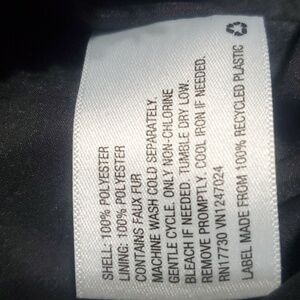 SHELL: 100% POLYESTER
LINING: 100% POLYESTER
CONTAINS FAUX FUR
MACHINE WASH COLD SEPARATELY,
GENTLE CYCLE. ONLY NON-CHLORINE
BLEACH IF NEEDED. TUMBLE DRY LOW.
REMOVE PROMPTLY. COOL IRON IF NEEDED.
RN17730 VN1247024
LABEL MADE FROM 100% RECYCLED PLASTIC